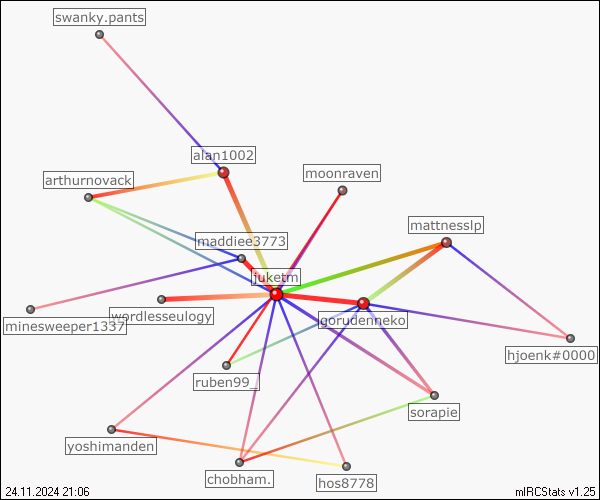 swanky.pants
alan1002
moonraven
arthurnovack
mattnesslp
maddiee3773
juketm
wordlesseulogy
minesweeper1337
gorudenneko
hjoenk#0000
ruben99_
sorapie
yoshimanden
chobham.
hos8778
24.11.2024 21:06
mIRCStats v1.25